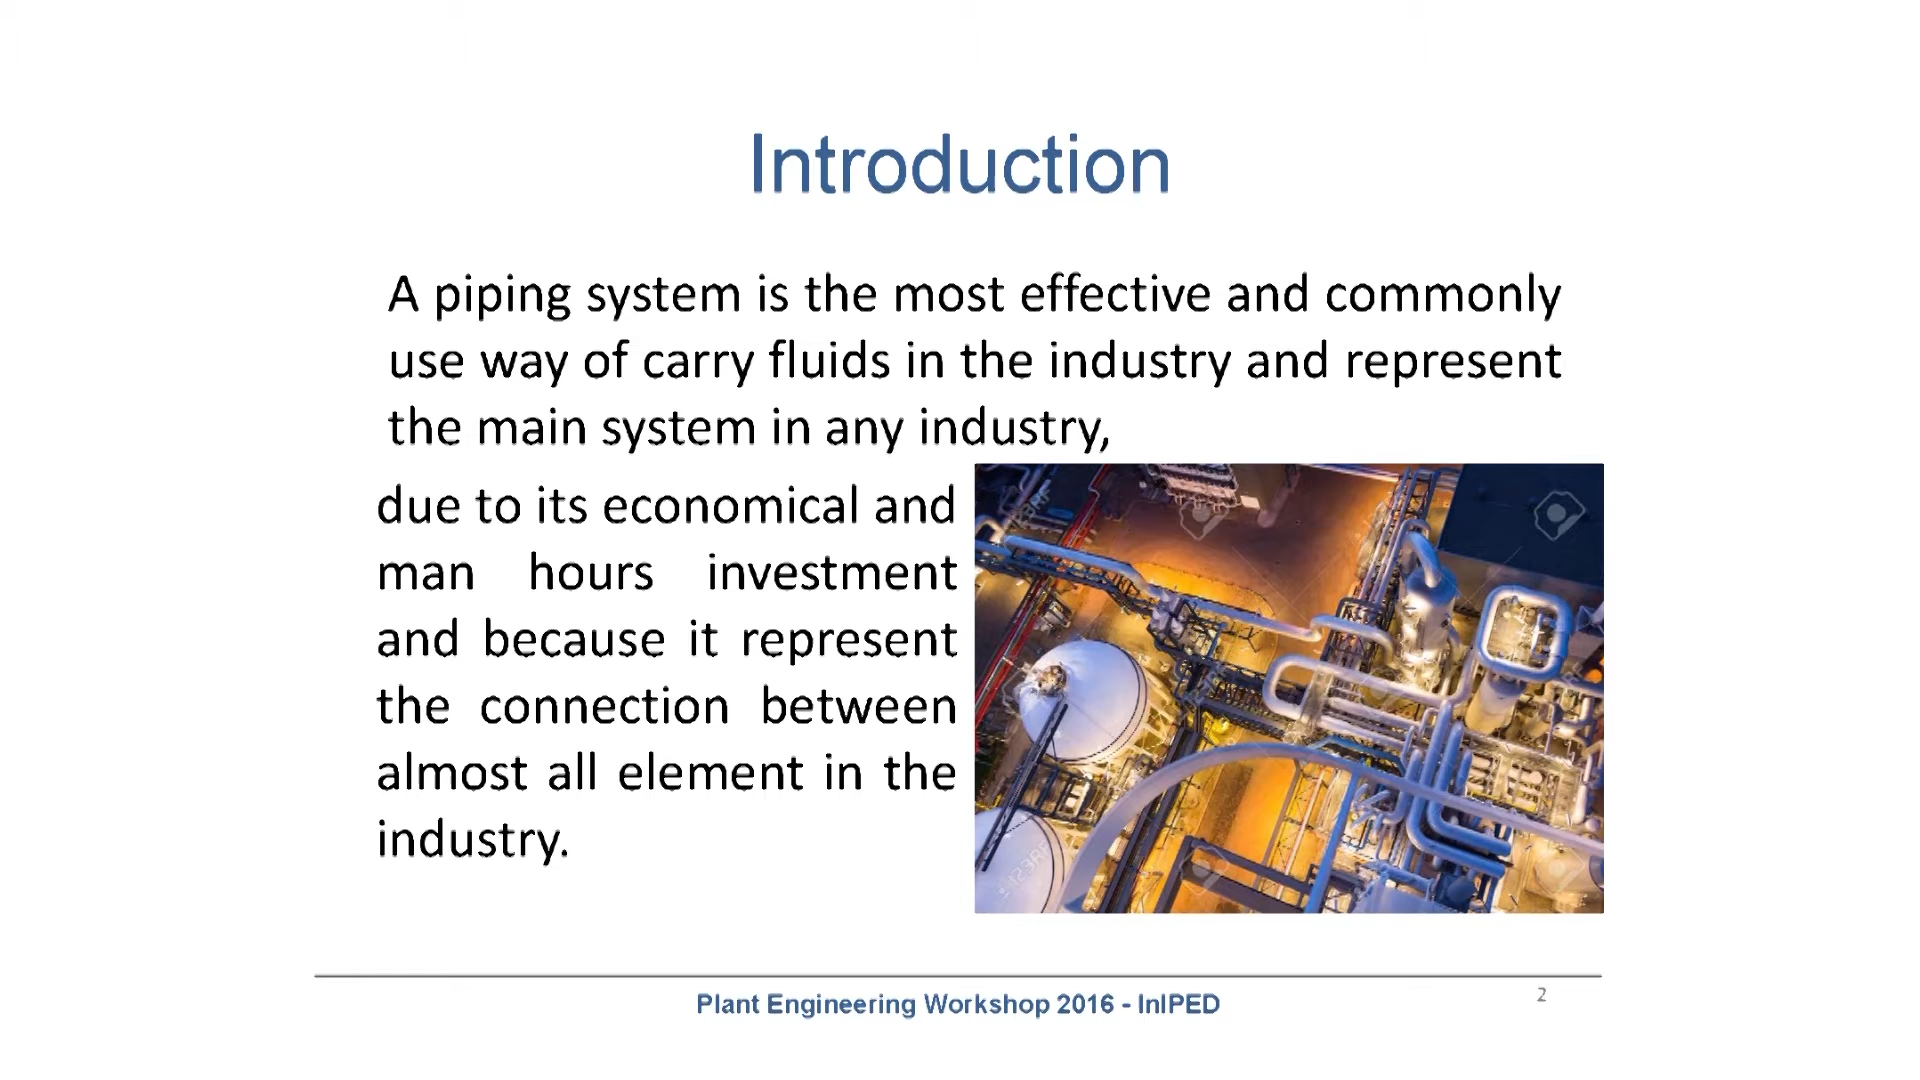 Introduction
A piping system is the most effective and commonly
use way of carry fluids in the industry and represent
the main system in any industry,
due to its economical and
man hours investment
and because it represent
the connection between
almost all element in the
industry.
Plant Engineering Workshop 2016 - InIPED
2